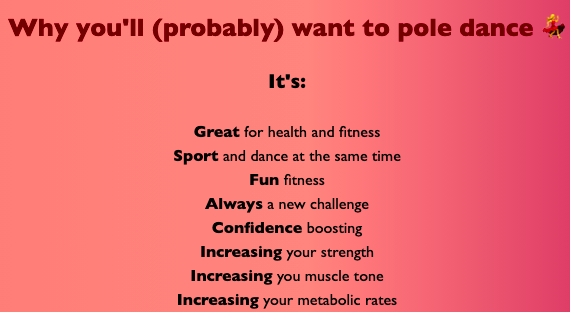 Why you'll (probably) want to pole dance 💃
It's:
Great for health and fitness
Sport and dance at the same time
Fun fitness
Always a new challenge
Confidence boosting
Increasing your strength
Increasing you muscle tone
Increasing your metabolic rates